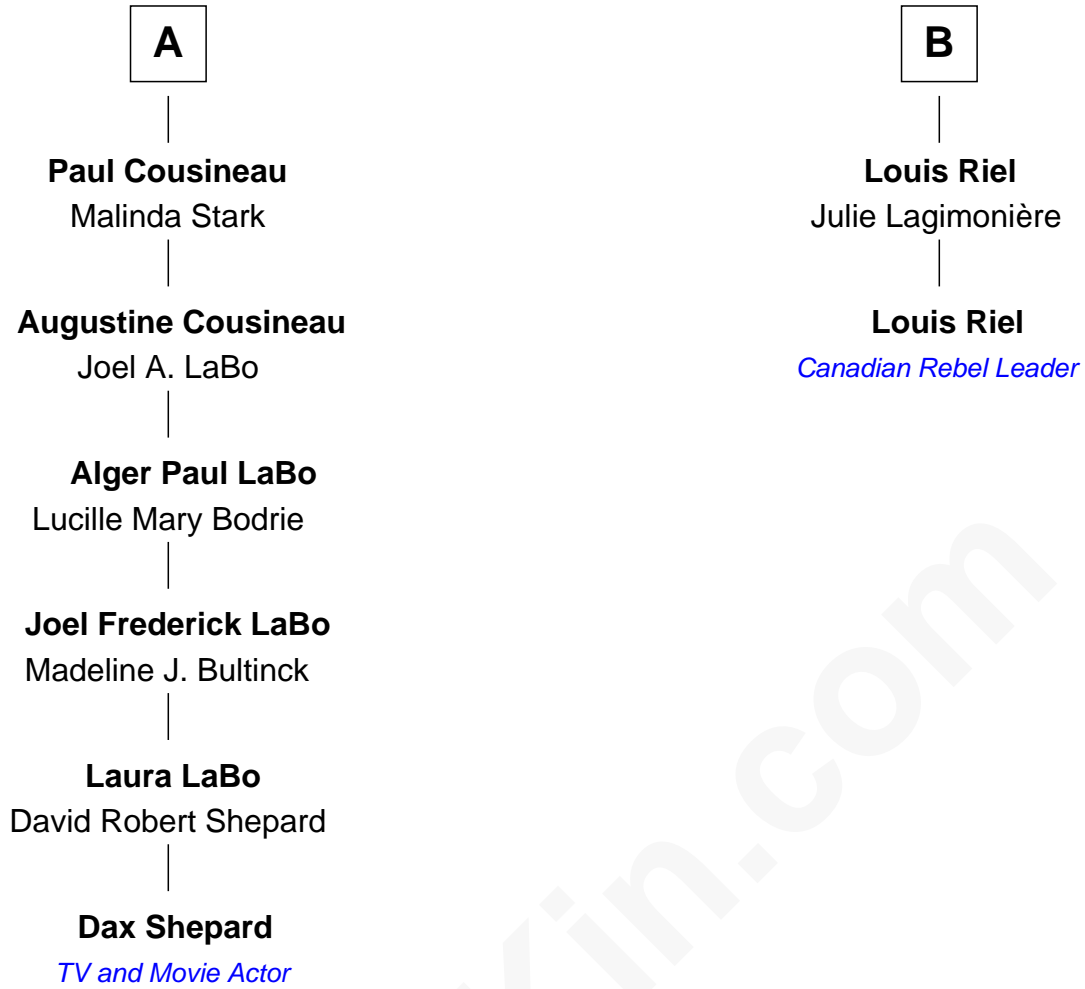 A
Paul Cousineau
Malinda Stark
Augustine Cousineau
Joel A. LaBo
Alger Paul LaBo
Lucille Mary Bodrie
Joel Frederick LaBo
Madeline J. Bultinck
Laura LaBo
David Robert Shepard
Dax Shepard
TV and Movie Actor
B
Louis Riel
Julie Lagimonière
Louis Riel
Canadian Rebel Leader
Kin.com